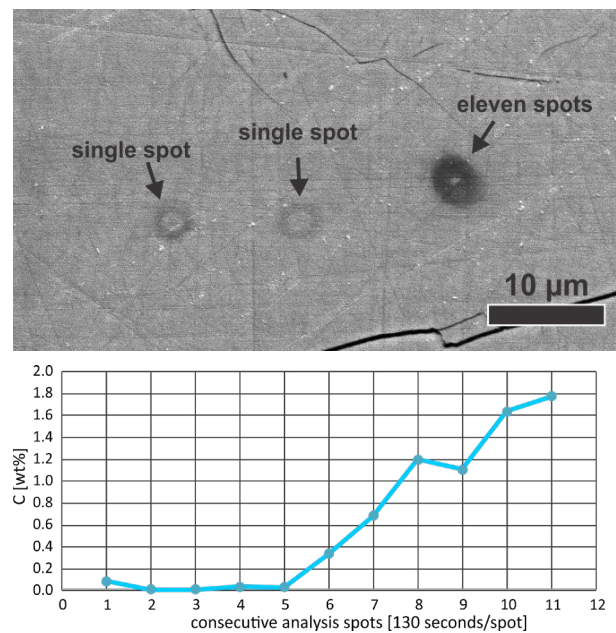 eleven spots
single spot
single spot
10 µm
2.0
1.8
1.6
1.4
1.2
1.0
0.8
0.6
0.4
0.2
0.0
C [wt%]
0 1 2 3 4 5 6 7 8 9 10 11 12
consecutive analysis spots [130 seconds/spot]